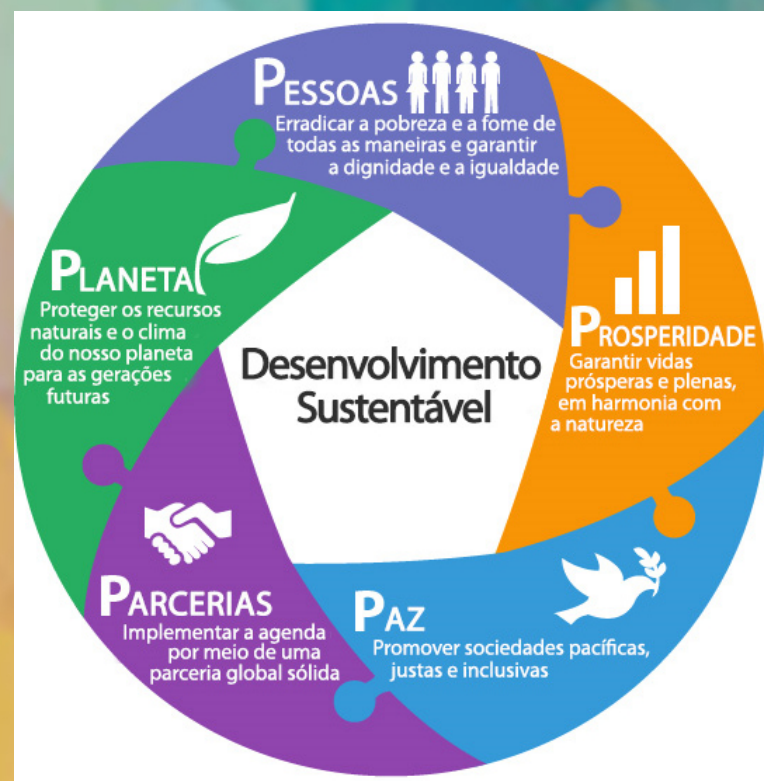 PESSOAS
Erradicar a pobreza e a fome de
todas as maneiras e garantir
a dignidade e a igualdade
PROSPERIDADE
Garantir vidas
prósperas e plenas,
em harmonia com
a natureza
PAZ
Promover sociedades pacíficas,
justas e inclusivas
PARCERIAS
Implementar a agenda
por meio de uma
parceria global sólida
PLANETA
Proteger os recursos
naturais e o clima
do nosso planeta
para as gerações
futuras
Desenvolvimento
Sustentável